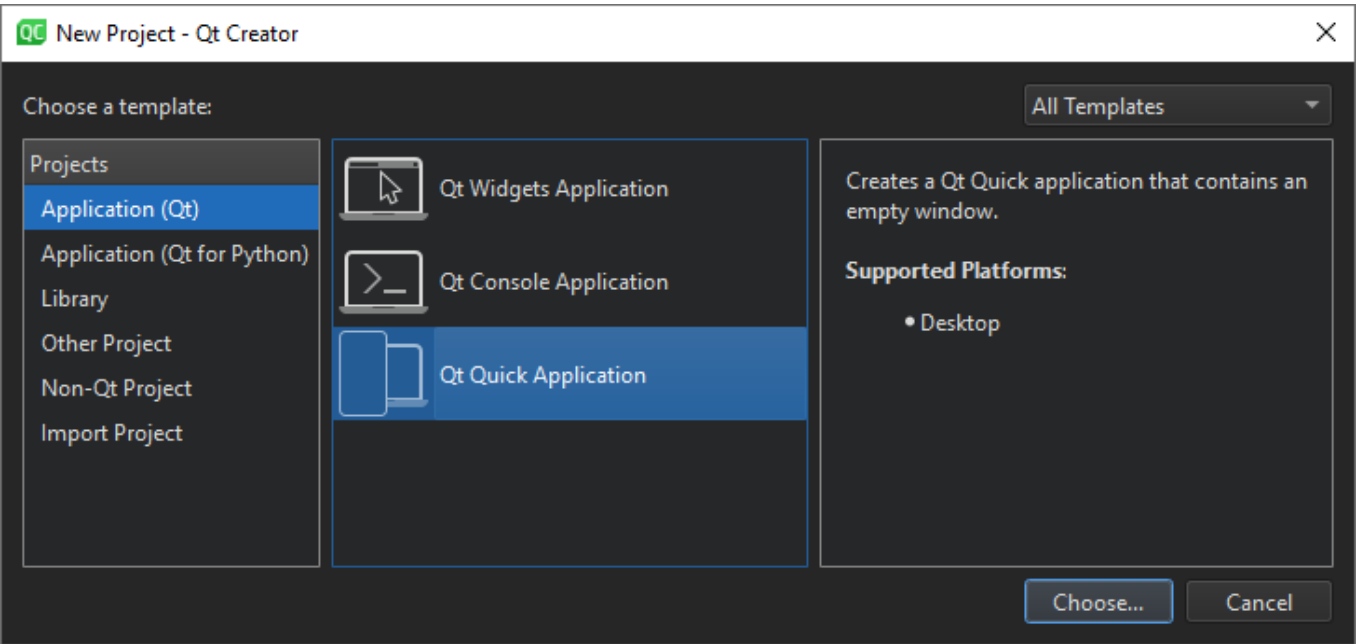 QC New Project - Qt Creator
Choose a template:
All Templates
Projects
Application (Qt)
Application (Qt for Python)
Library
Other Project
Non-Qt Project
Import Project
Qt Widgets Application
Qt Console Application
Qt Quick Application
Creates a Qt Quick application that contains an
empty window.
Supported Platforms:
• Desktop
Choose...
Cancel